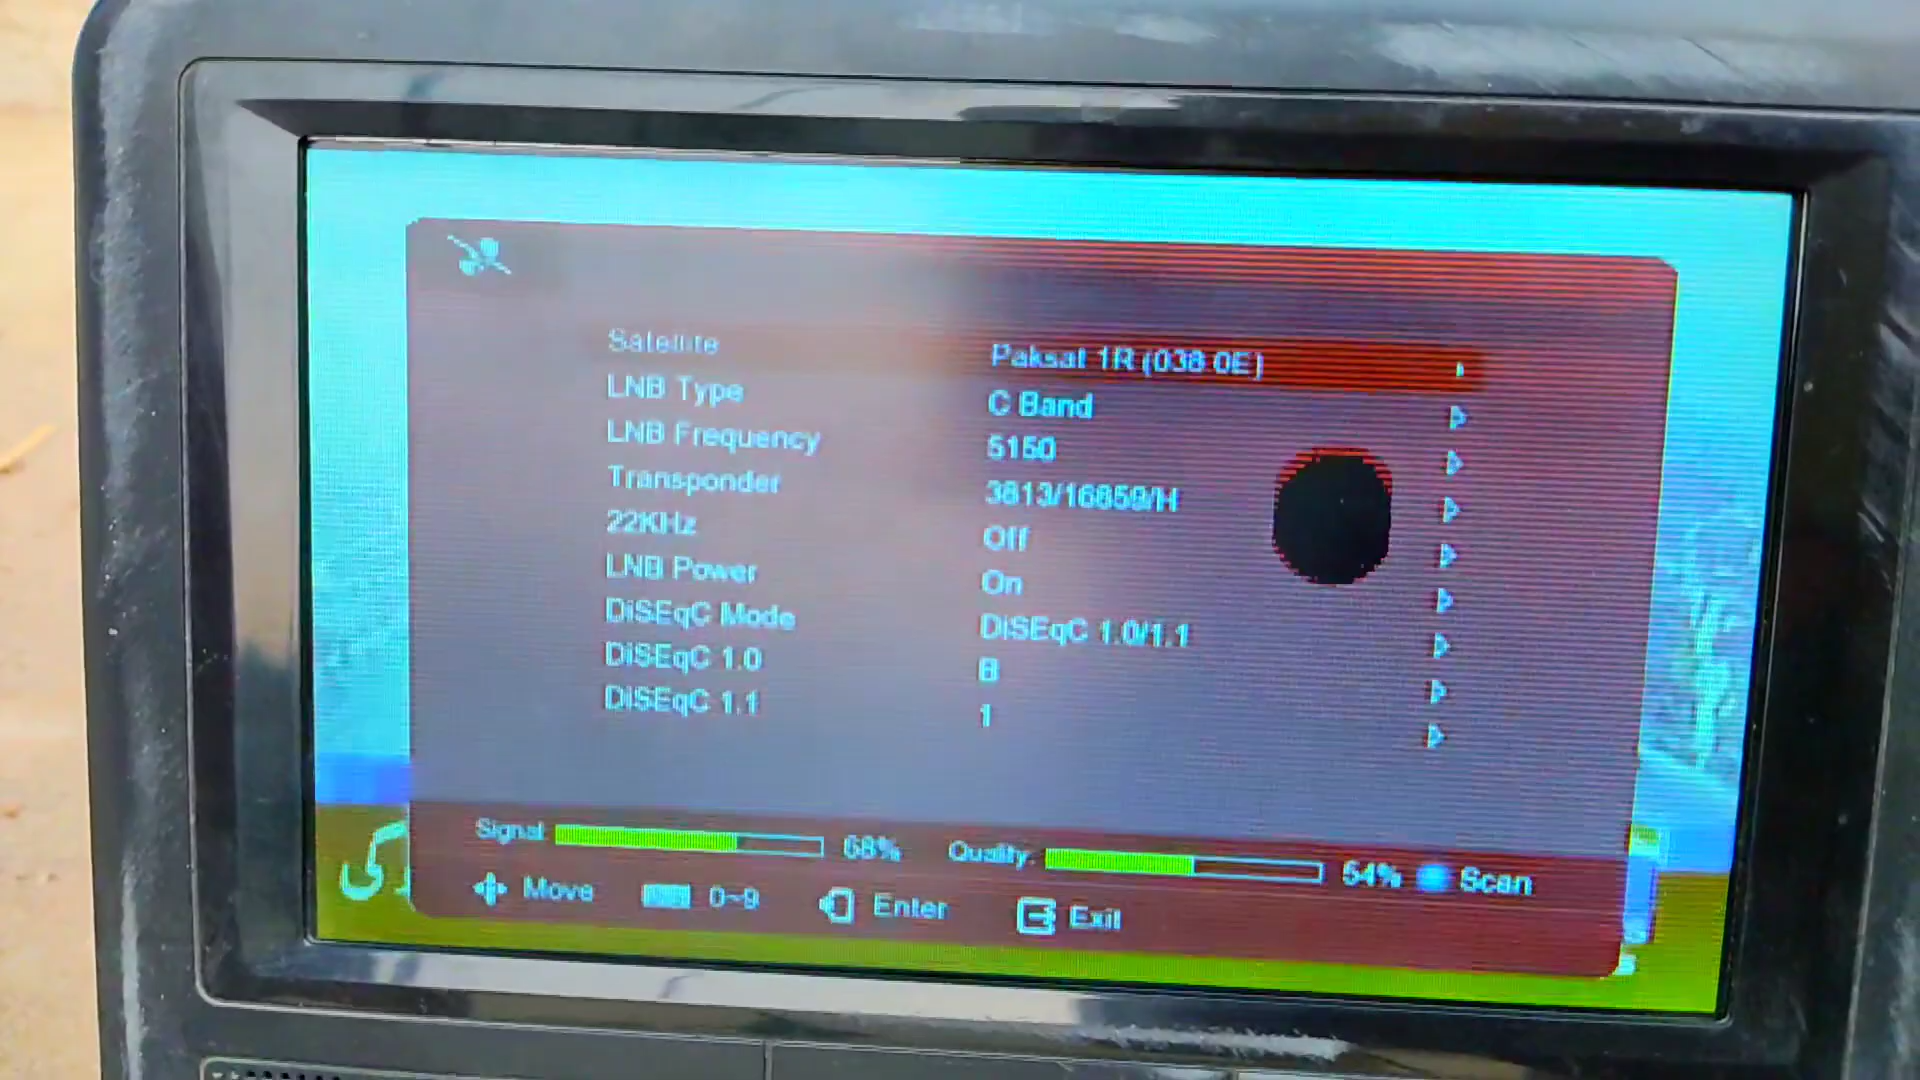 Satellite Paksat 1R (038.0E)
LNB Type C Band
LNB Frequency 5150
Transponder 3813/16859/H
22KHz Off
LNB Power On
DiSEqC Mode DiSEqC 1.0/1.1
DiSEqC 1.0 B
DiSEqC 1.1 1
Signal 68% Quality: 54% Scan
Move 0~9 Enter Exit